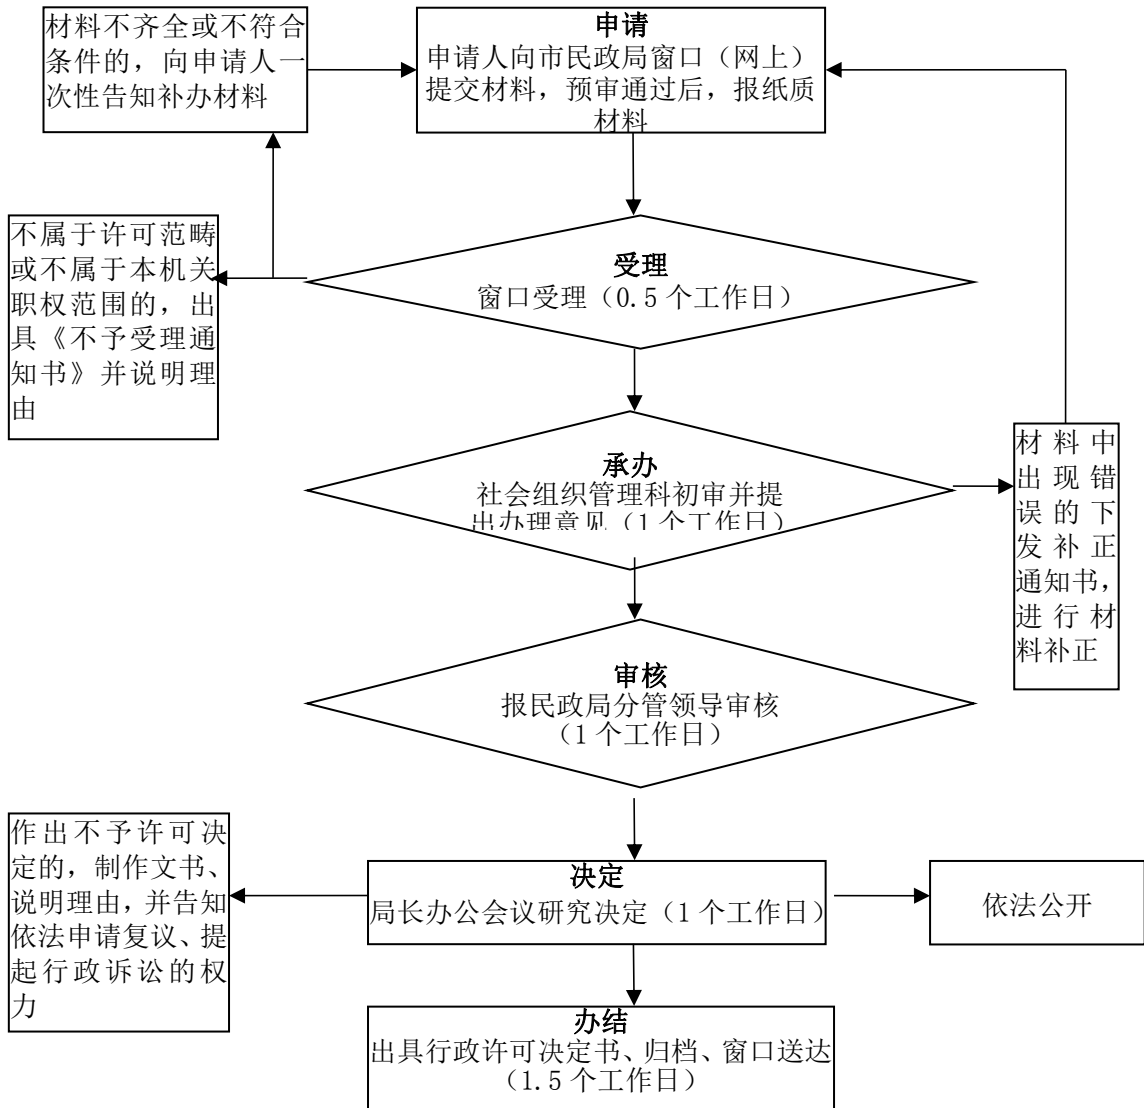 材料不齐全或不符合
条件的，向申请人一
次性告知补办材料
申请
申请人向市民政局窗口（网上）
提交材料，预审通过后，报纸质
材料
不属于许可范畴
或不属于本机关
职权范围的，出
具《不予受理通
知书》并说明理
由
受理
窗口受理（0.5 个工作日）
承办
社会组织管理科初审并提
出办理意见（1 个工作日）
材料中
出现错
误的下
发补正
通知书，
进行材
料补正
审核
报民政局分管领导审核
（1 个工作日）
作出不予许可决
定的，制作文书、
说明理由，并告知
依法申请复议、提
起行政诉讼的权
力
决定
局长办公会议研究决定（1 个工作日）
依法公开
办结
出具行政许可决定书、归档、窗口送达
（1.5 个工作日）